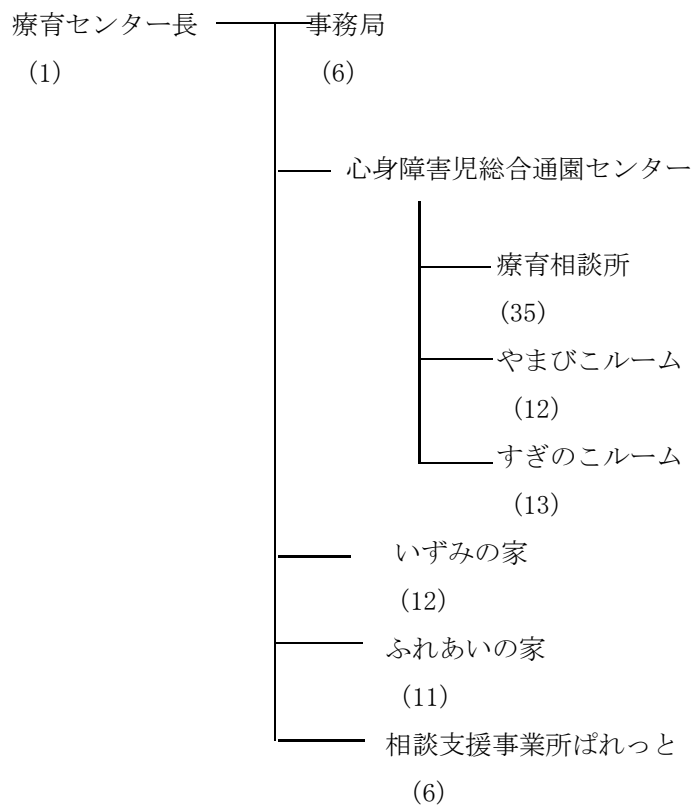 療育センター長 事務局
（1） （6）
心身障害児総合通園センター
療育相談所
（35）
やまびこルーム
（12）
すぎのこルーム
（13）
いずみの家
（12）
ふれあいの家
（11）
相談支援事業所ぱれっと
（6）